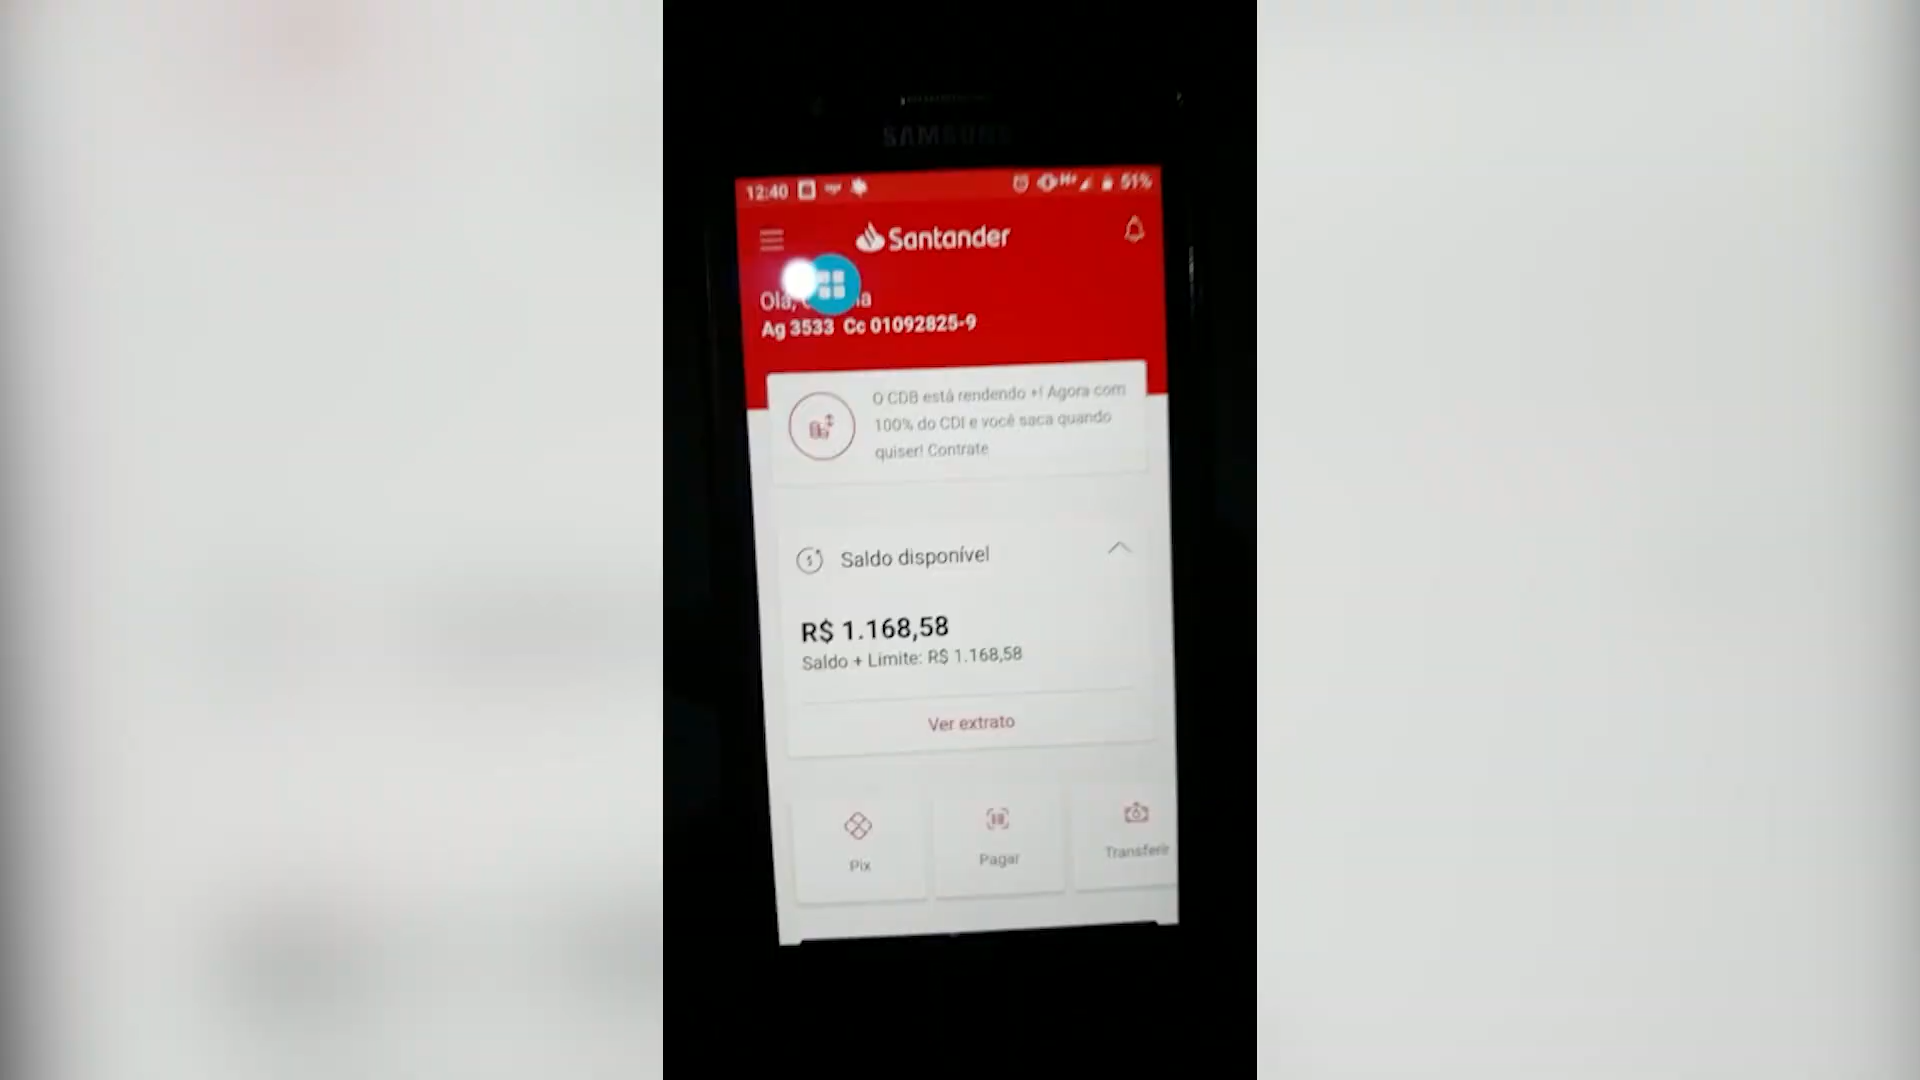 SAMSUNG
12:40
51%
Santander
Olá,
Ag 3533 Cc 01092825-9
O CDB está rendendo +! Agora com
100% do CDI e você saca quando
quiser! Contrate
Saldo disponível
R$ 1.168,58
Saldo + Limite: R$ 1.168,58
Ver extrato
Pix
Pagar
Transferir